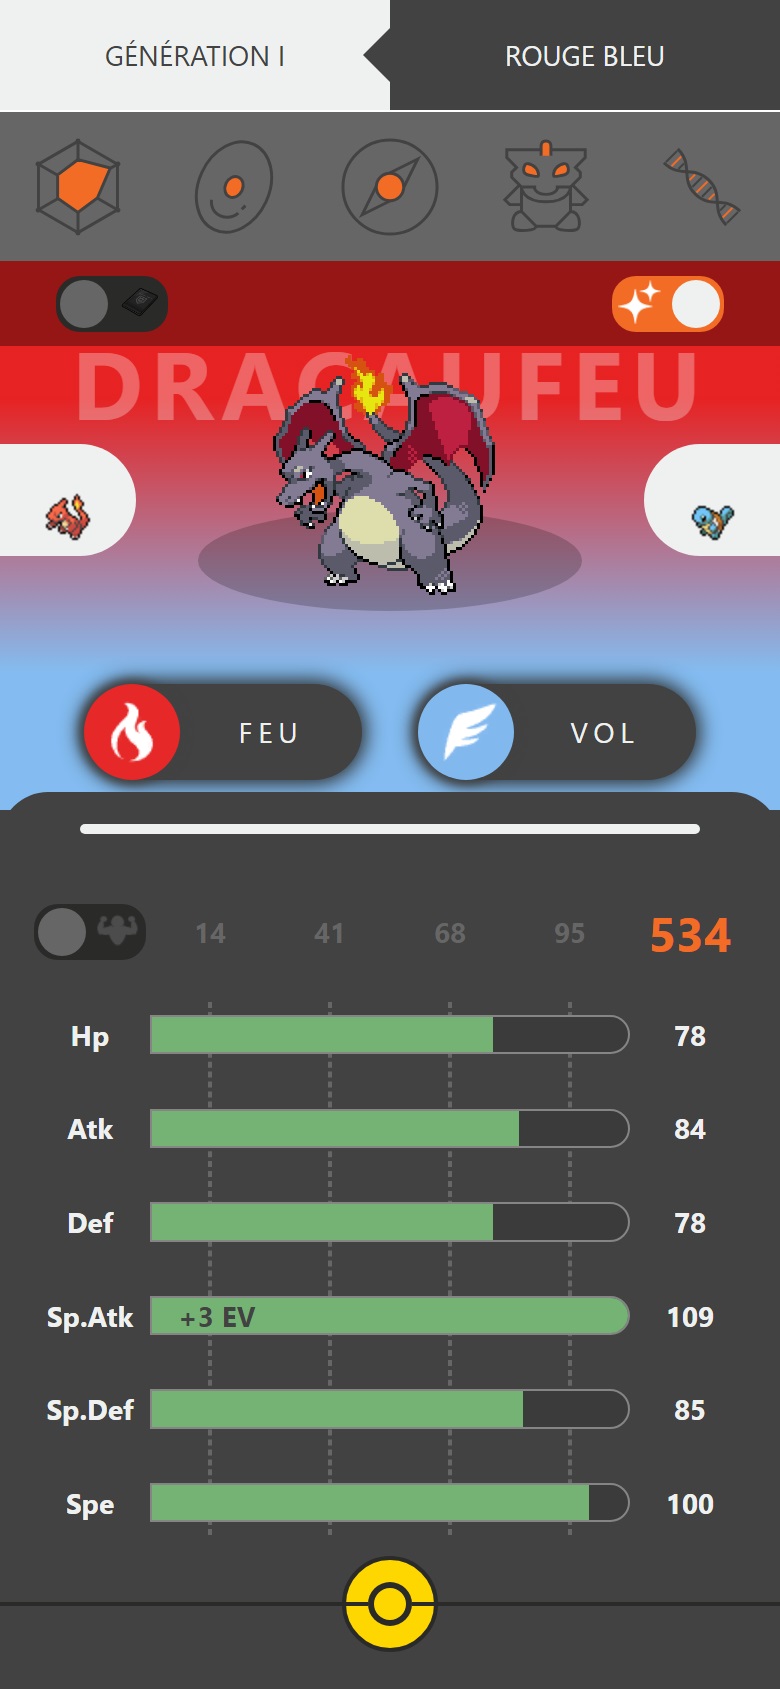 GÉNÉRATION I
ROUGE BLEU
DRACAUFEU
FEU
VOL
14 41 68 95 534
Hp 78
Atk 84
Def 78
Sp.Atk +3 EV 109
Sp.Def 85
Spe 100